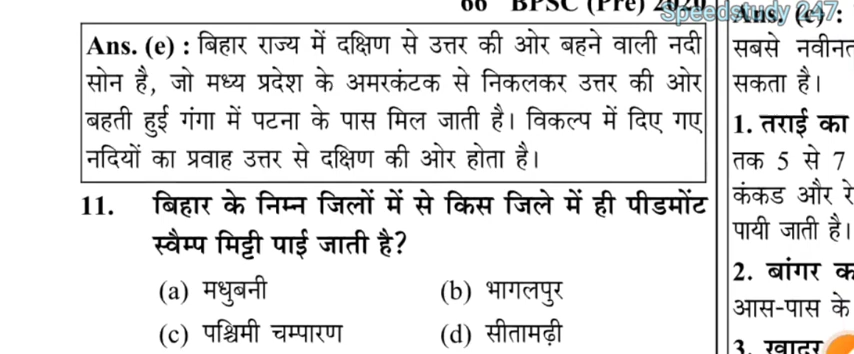 66 BPSC (Pre) 2020
Speedstudy 247
Ans. (e) : बिहार राज्य में दक्षिण से उत्तर की ओर बहने वाली नदी
सोन है, जो मध्य प्रदेश के अमरकंटक से निकलकर उत्तर की ओर
बहती हुई गंगा में पटना के पास मिल जाती है। विकल्प में दिए गए
नदियों का प्रवाह उत्तर से दक्षिण की ओर होता है।
11. बिहार के निम्न जिलों में से किस जिले में ही पीडमोंट
स्वैम्प मिट्टी पाई जाती है?
(a) मधुबनी (b) भागलपुर
(c) पश्चिमी चम्पारण (d) सीतामढ़ी
Ans. (c) :
सबसे
सकता है।
1. तराई का
तक 5 से 7
कंकड और
पायी जाती है।
2. बांगर
आस-पास के
3. खादर